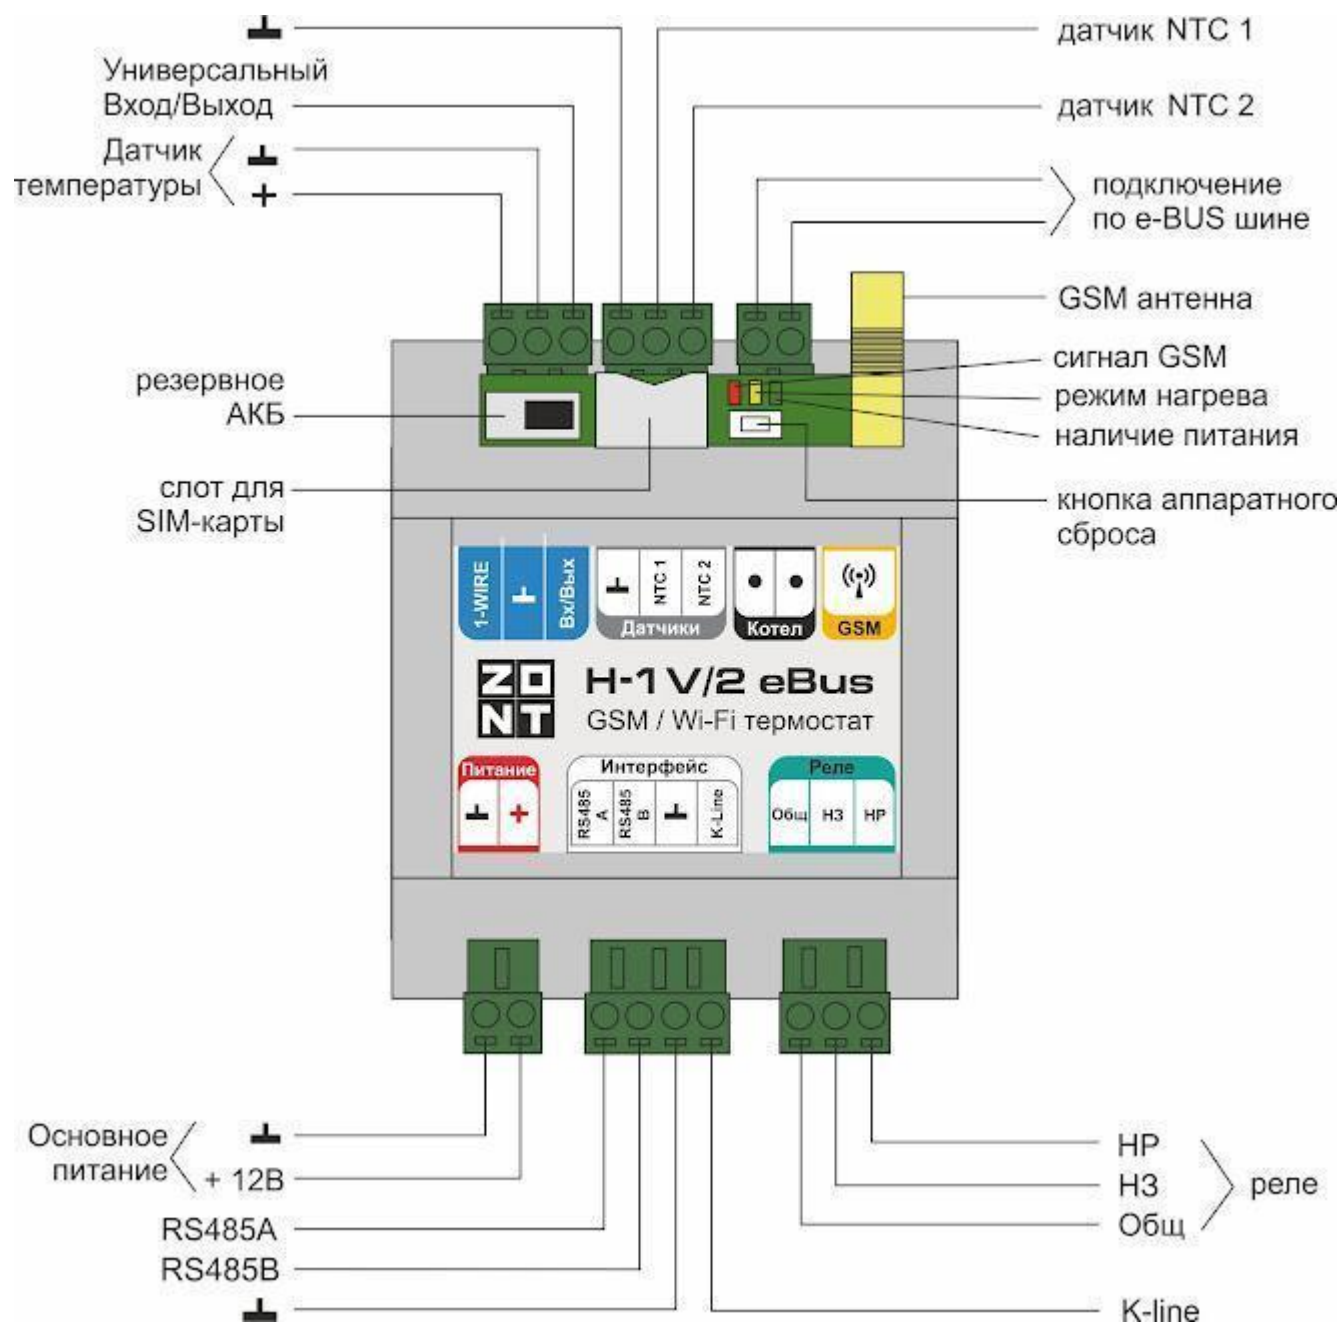 датчик NTC 1
Универсальный
Вход/Выход
датчик NTC 2
Датчик
температуры
+
подключение
по e-BUS шине
GSM антенна
сигнал GSM
режим нагрева
наличие питания
резервное
АКБ
слот для
SIM-карты
кнопка аппаратного
сброса
1-WIRE
Вх/Вых
NTC 1
NTC 2
Датчики
Котел
GSM
ZONT
H-1 V/2 eBus
GSM / Wi-Fi термостат
Питание
+
Интерфейс
RS485 A
RS485 B
K-Line
Реле
Общ
НЗ
НР
Основное
питание
+ 12В
RS485A
RS485B
НР
НЗ
Общ
реле
K-line